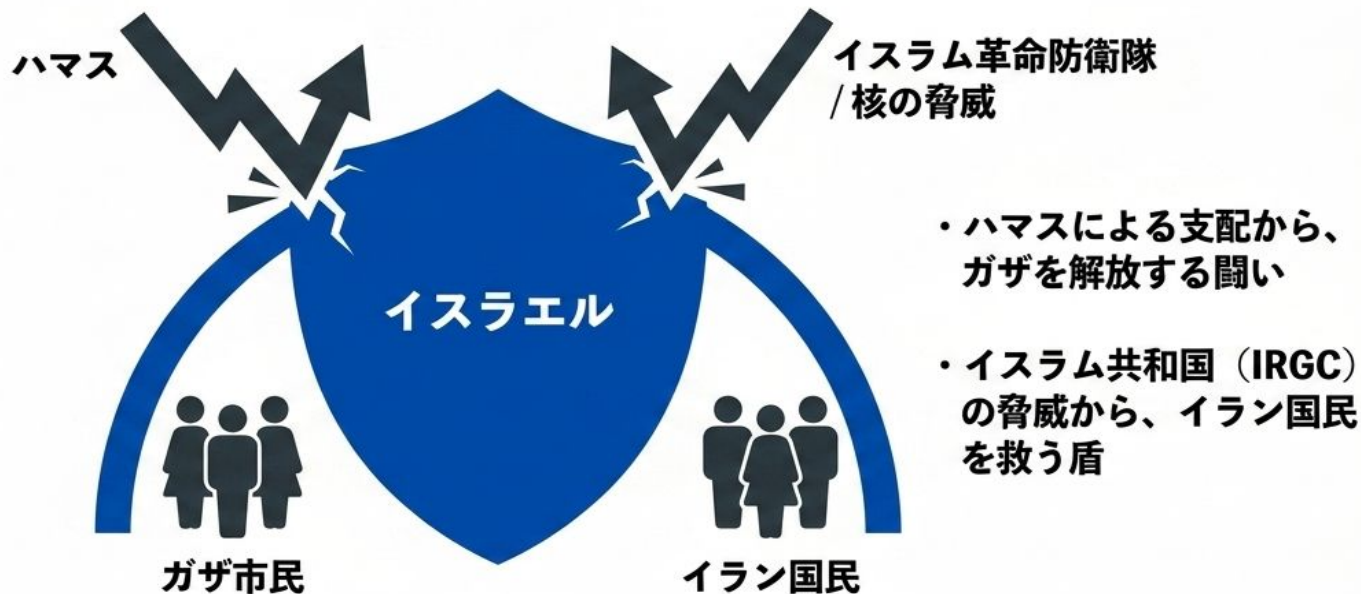 ハマス
イスラム革命防衛隊
/ 核の脅威
イスラエル
・ハマスによる支配から、
ガザを解放する闘い
・イスラム共和国（IRGC）
の脅威から、イラン国民
を救う盾
ガザ市民
イラン国民